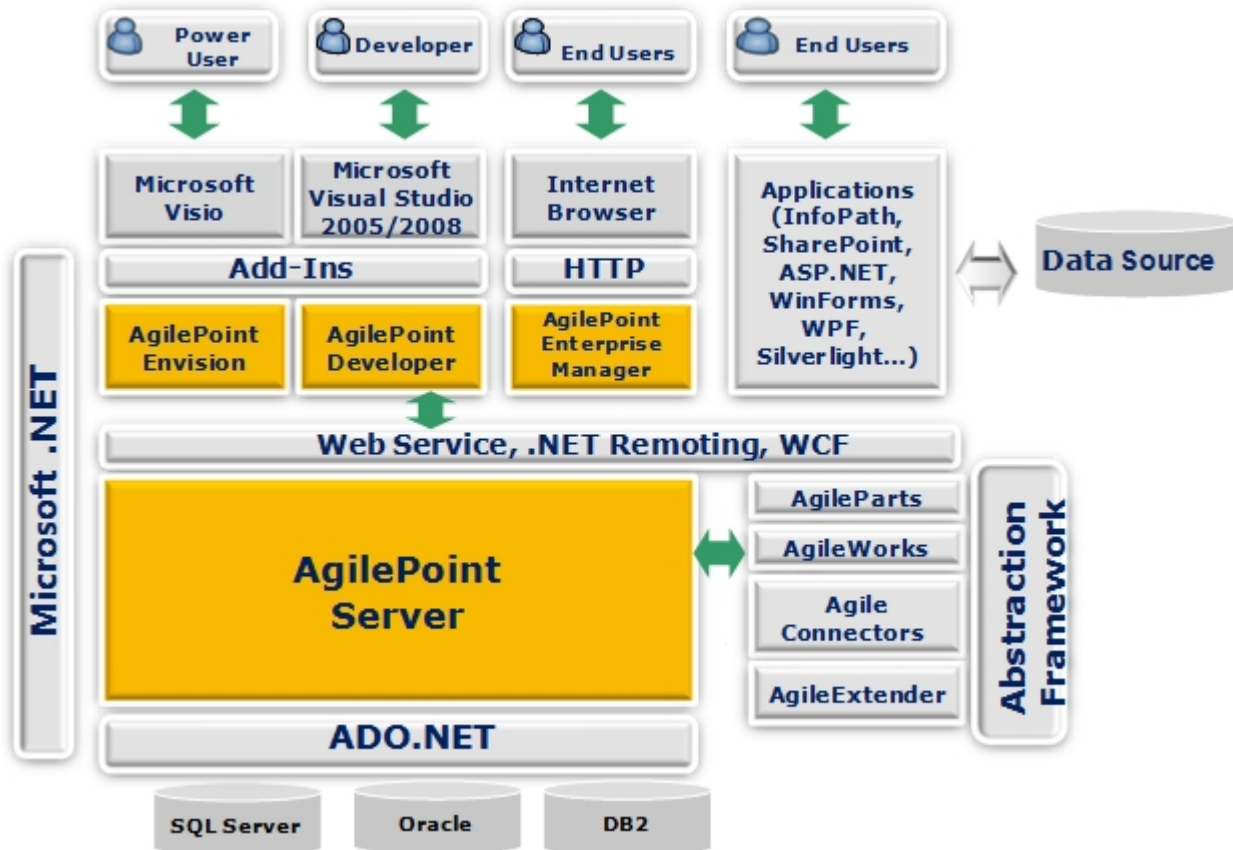 Power
User
Developer
End Users
End Users
Microsoft
Visio
Microsoft
Visual Studio
2005/2008
Internet
Browser
Applications
(InfoPath,
SharePoint,
ASP.NET,
WinForms,
WPF,
Silverlight...)
Data Source
Add-Ins
HTTP
AgilePoint
Envision
AgilePoint
Developer
AgilePoint
Enterprise
Manager
Microsoft .NET
Web Service, .NET Remoting, WCF
AgilePoint
Server
AgileParts
AgileWorks
Agile
Connectors
AgileExtender
Abstraction
Framework
ADO.NET
SQL Server
Oracle
DB2